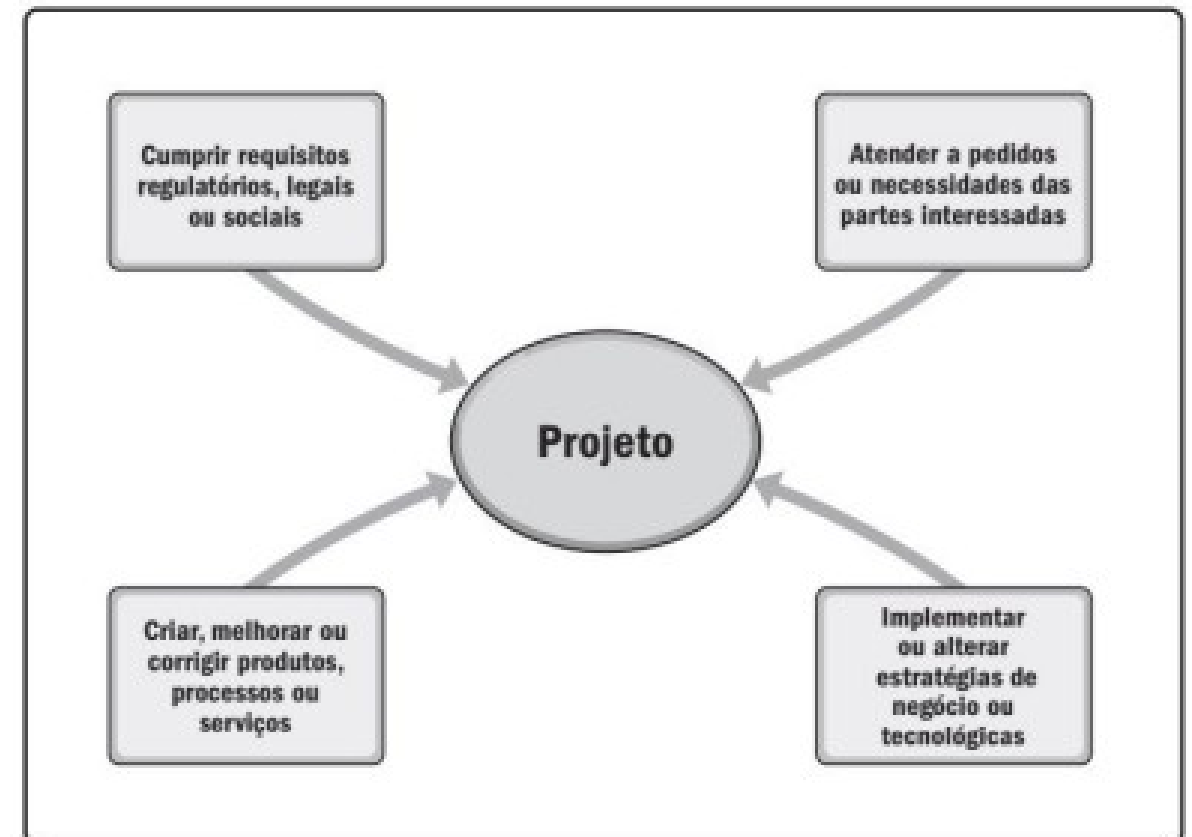 Cumprir requisitos
regulatórios, legais
ou sociais
Atender a pedidos
ou necessidades das
partes interessadas
Projeto
Criar, melhorar ou
corrigir produtos,
processos ou
serviços
Implementar
ou alterar
estratégias de
negócio ou
tecnológicas